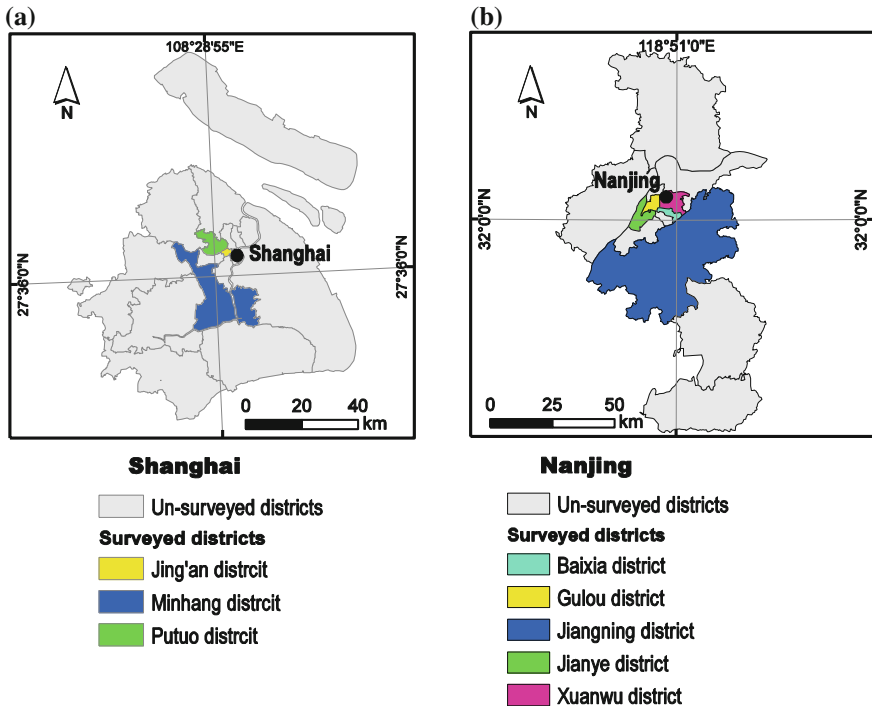 (a)
108°28'55"E
N
Shanghai
27°36'0"N
27°36'0"N
0 20 40
km
Shanghai
Un-surveyed districts
Surveyed districts
Jing'an distrcit
Minhang distrcit
Putuo distrcit
(b)
118°51'0"E
N
Nanjing
32°0'0"N
32°0'0"N
0 25 50
km
Nanjing
Un-surveyed districts
Surveyed districts
Baixia district
Gulou district
Jiangning district
Jianye district
Xuanwu district